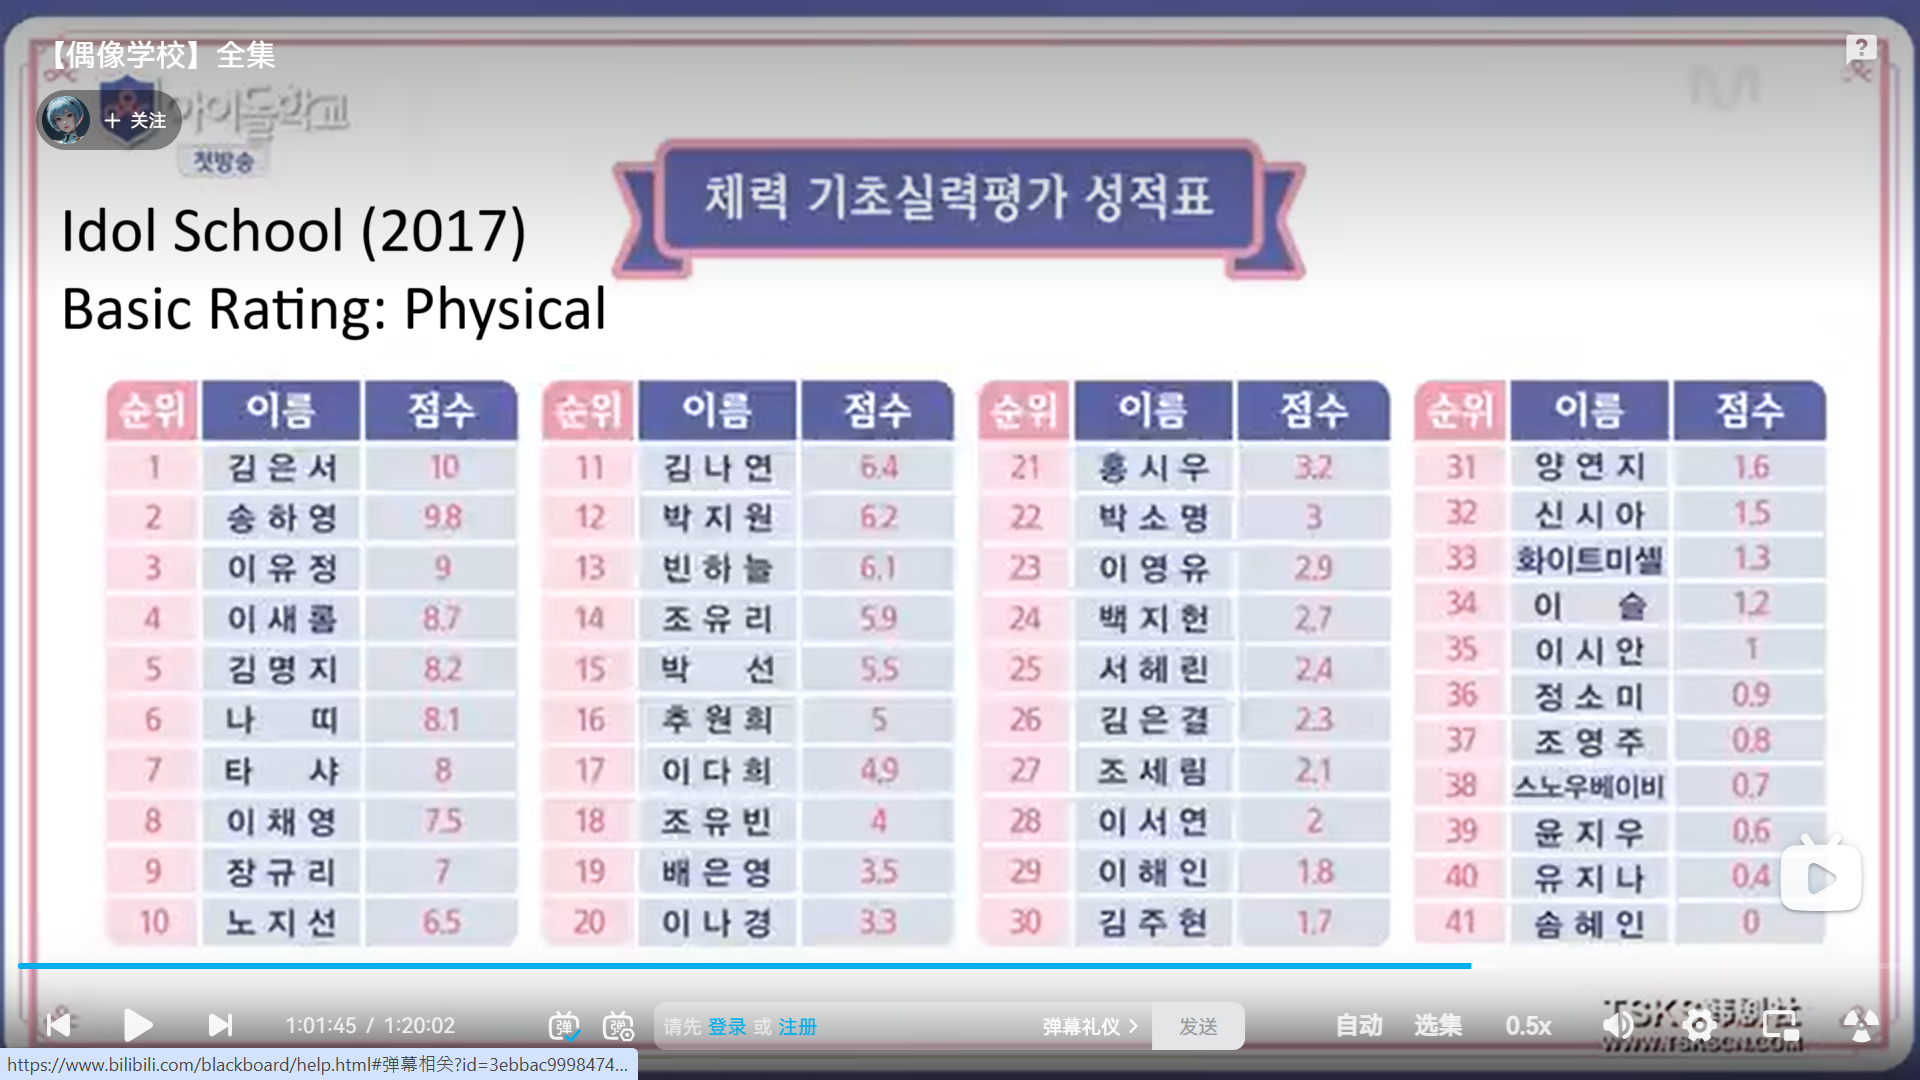 【偶像学校】全集
+ 关注
아이돌학교
첫방송
체력 기초실력평가 성적표
Idol School (2017)
Basic Rating: Physical
순위 이름 점수
1 김은서 10
2 송하영 9.8
3 이유정 9
4 이새롬 8.7
5 김명지 8.2
6 나띠 8.1
7 타샤 8
8 이채영 7.5
9 장규리 7
10 노지선 6.5
순위 이름 점수
11 김나연 6.4
12 박지원 6.2
13 빈하늘 6.1
14 조유리 5.9
15 박선 5.5
16 추원희 5
17 이다희 4.9
18 조유빈 4
19 배은영 3.5
20 이나경 3.3
순위 이름 점수
21 홍시우 3.2
22 박소명 3
23 이영유 2.9
24 백지헌 2.7
25 서헤린 2.4
26 김은결 2.3
27 조세림 2.1
28 이서연 2
29 이해인 1.8
30 김주현 1.7
순위 이름 점수
31 양연지 1.6
32 신시아 1.5
33 화이트미셸 1.3
34 이슬 1.2
35 이시안 1
36 정소미 0.9
37 조영주 0.8
38 스노우베이비 0.7
39 윤지우 0.6
40 유지나 0.4
41 솜혜인 0
1:01:45 / 1:20:02
弹
弹
请先 登录 或 注册
弹幕礼仪 >
发送
自动
选集
0.5x
TSKS
www.TSKSCN.COM
https://www.bilibili.com/blackboard/help.html#弹幕相关?id=3ebbac9998474...